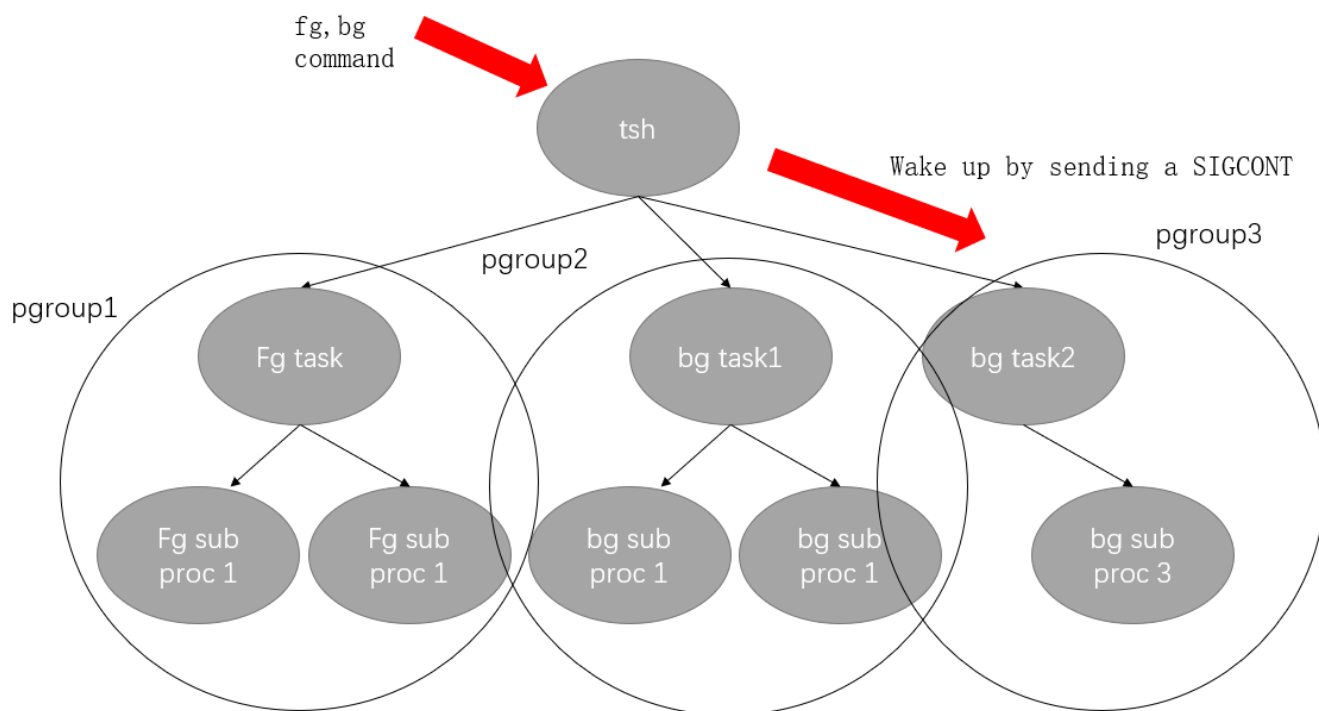 fg,bg
command
tsh
Wake up by sending a SIGCONT
pgroup3
pgroup2
pgroup1
Fg task
bg task1
bg task2
Fg sub
proc 1
Fg sub
proc 1
bg sub
proc 1
bg sub
proc 1
bg sub
proc 3